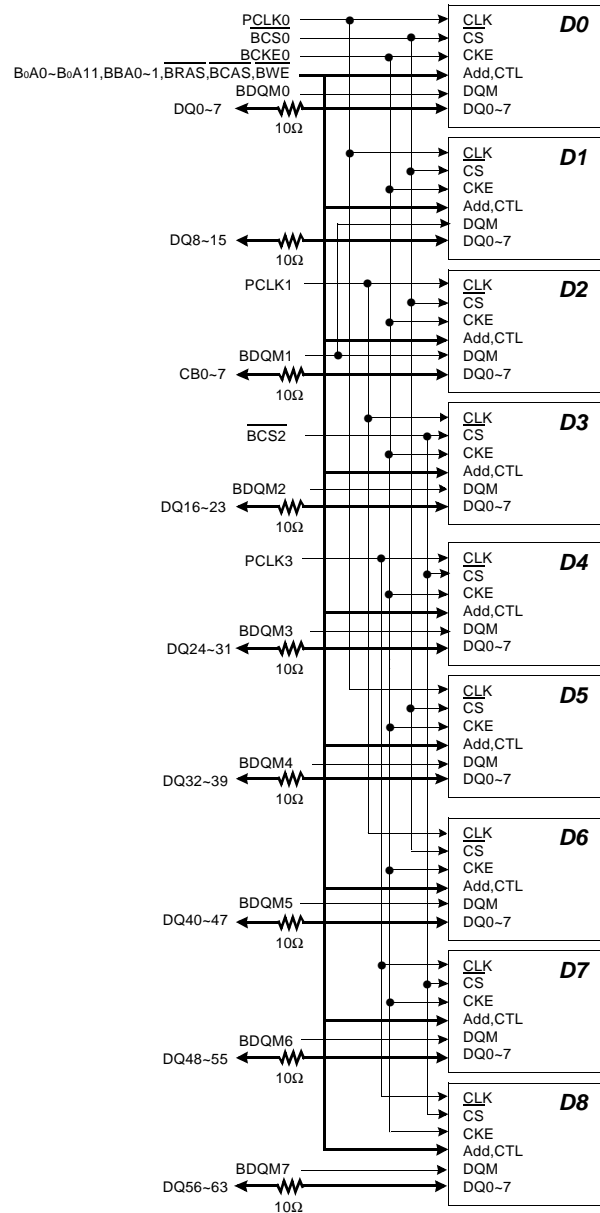 PCLK0 CLK D0
BCS0 CS
BCKE0 CKE
B0A0~B0A11,BBA0~1,BRAS,BCAS,BWE Add,CTL
BDQM0 DQM
DQ0~7 DQ0~7
10Ω
CLK D1
CS
CKE
Add,CTL
DQM
DQ8~15 DQ0~7
10Ω
PCLK1 CLK D2
CS
CKE
Add,CTL
BDQM1 DQM
CB0~7 DQ0~7
10Ω
CLK D3
BCS2 CS
CKE
Add,CTL
BDQM2 DQM
DQ16~23 DQ0~7
10Ω
PCLK3 CLK D4
CS
CKE
Add,CTL
BDQM3 DQM
DQ24~31 DQ0~7
10Ω
CLK D5
CS
CKE
Add,CTL
BDQM4 DQM
DQ32~39 DQ0~7
10Ω
CLK D6
CS
CKE
Add,CTL
BDQM5 DQM
DQ40~47 DQ0~7
10Ω
CLK D7
CS
CKE
Add,CTL
BDQM6 DQM
DQ48~55 DQ0~7
10Ω
CLK D8
CS
CKE
Add,CTL
BDQM7 DQM
DQ56~63 DQ0~7
10Ω